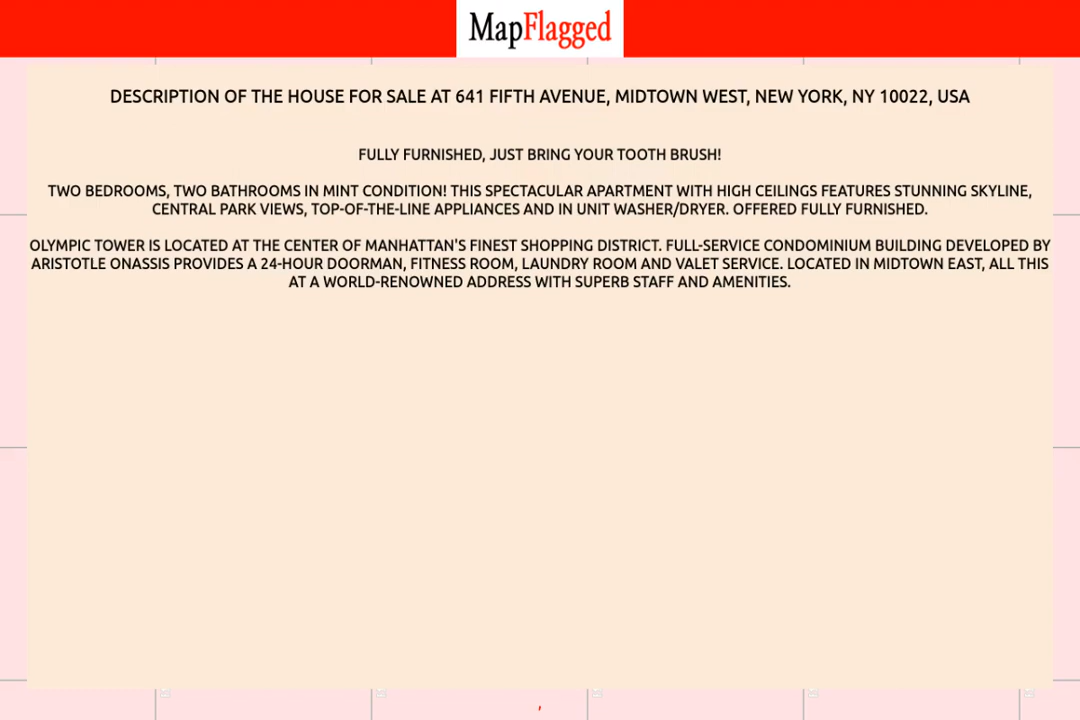 MapFlagged
DESCRIPTION OF THE HOUSE FOR SALE AT 641 FIFTH AVENUE, MIDTOWN WEST, NEW YORK, NY 10022, USA
FULLY FURNISHED, JUST BRING YOUR TOOTH BRUSH!
TWO BEDROOMS, TWO BATHROOMS IN MINT CONDITION! THIS SPECTACULAR APARTMENT WITH HIGH CEILINGS FEATURES STUNNING SKYLINE,
CENTRAL PARK VIEWS, TOP-OF-THE-LINE APPLIANCES AND IN UNIT WASHER/DRYER. OFFERED FULLY FURNISHED.
OLYMPIC TOWER IS LOCATED AT THE CENTER OF MANHATTAN'S FINEST SHOPPING DISTRICT. FULL-SERVICE CONDOMINIUM BUILDING DEVELOPED BY
ARISTOTLE ONASSIS PROVIDES A 24-HOUR DOORMAN, FITNESS ROOM, LAUNDRY ROOM AND VALET SERVICE. LOCATED IN MIDTOWN EAST, ALL THIS
AT A WORLD-RENOWNED ADDRESS WITH SUPERB STAFF AND AMENITIES.
,